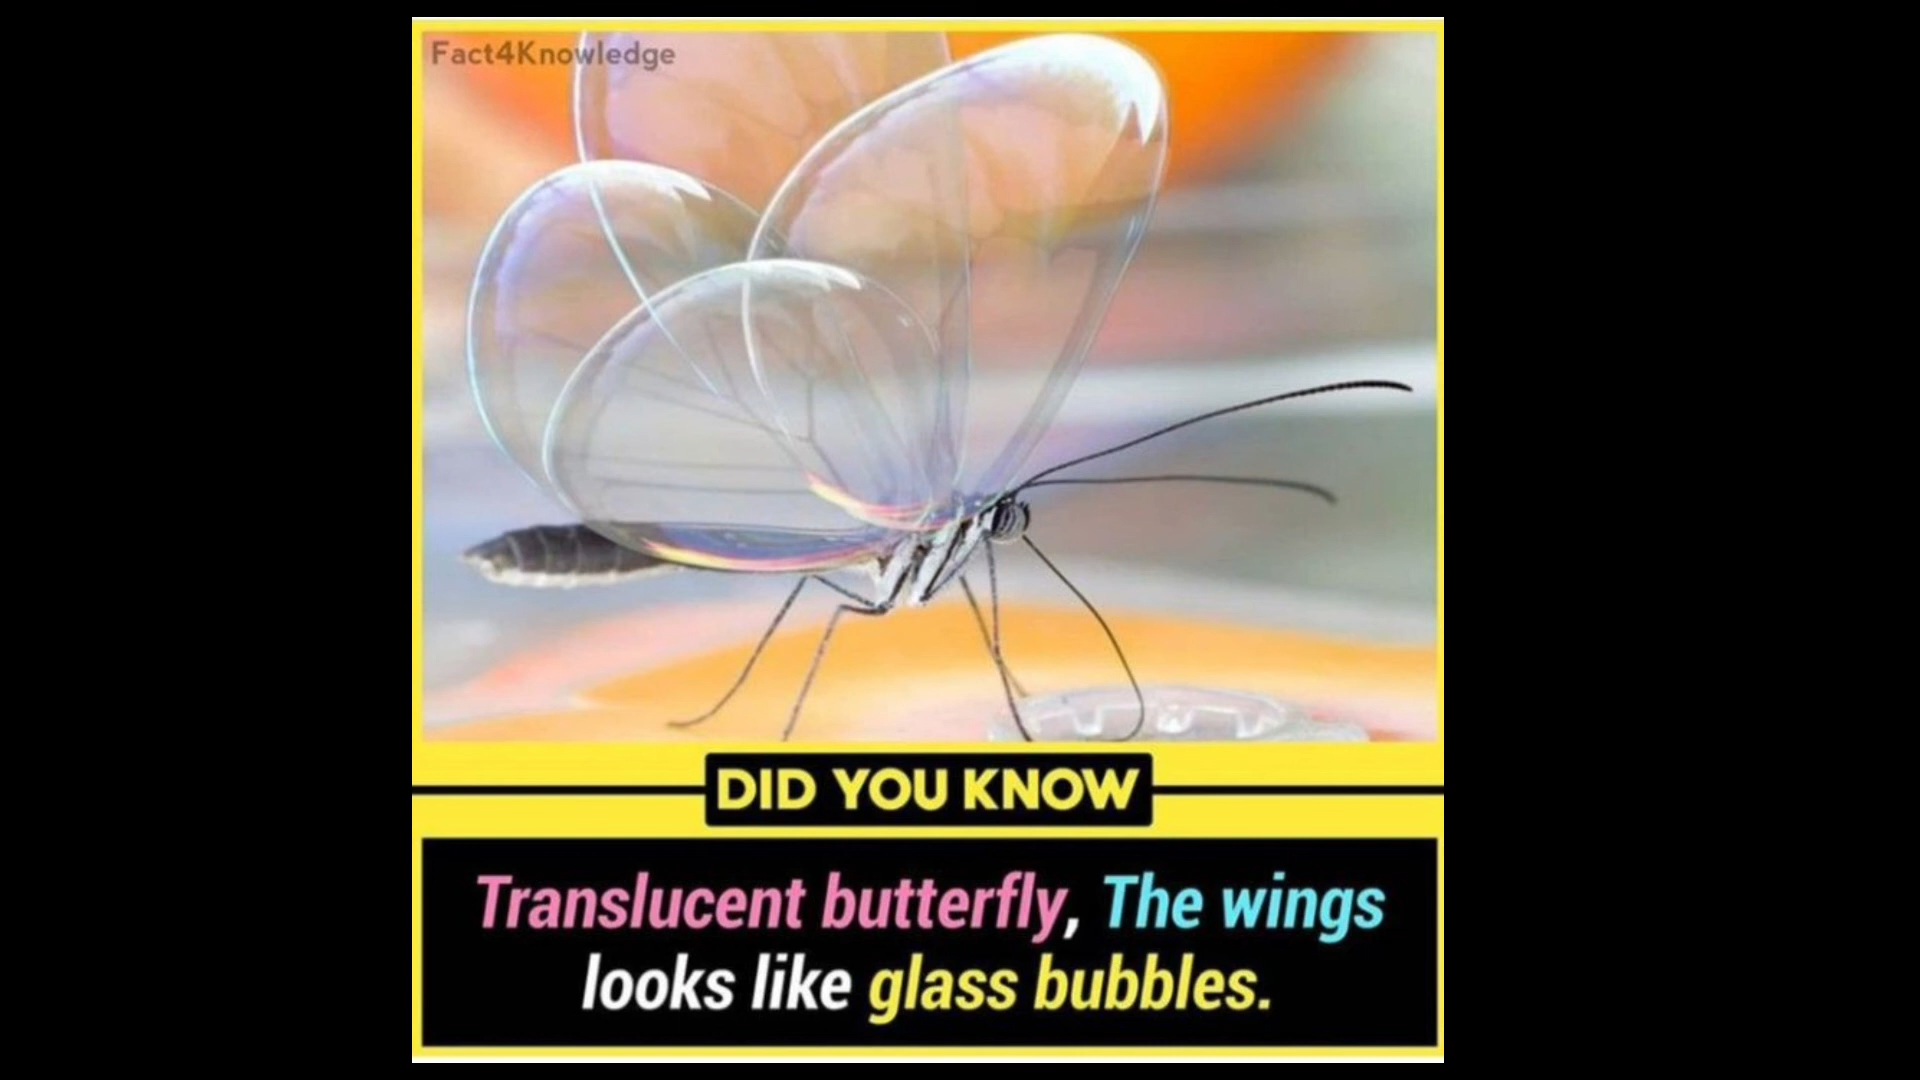 Fact4Knowledge
DID YOU KNOW
Translucent butterfly, The wings
looks like glass bubbles.